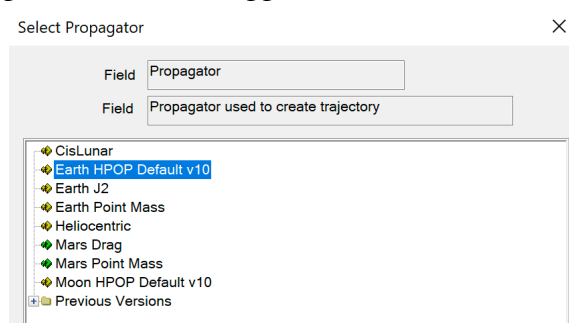 Select Propagator
Field Propagator
Field Propagator used to create trajectory
CisLunar
Earth HPOP Default v10
Earth J2
Earth Point Mass
Heliocentric
Mars Drag
Mars Point Mass
Moon HPOP Default v10
Previous Versions